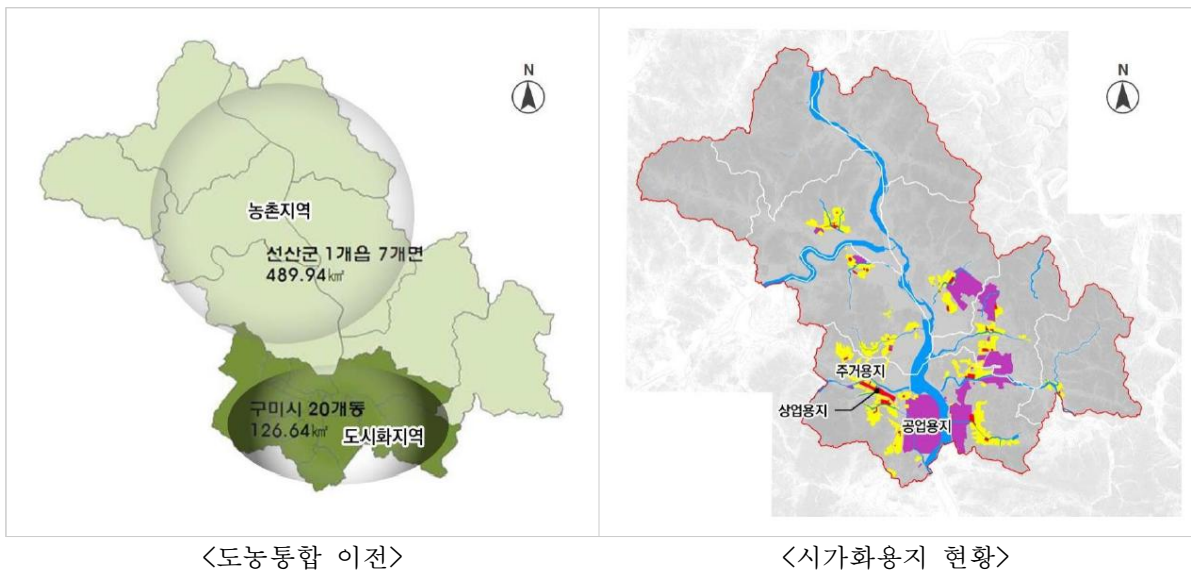 N
농촌지역
선산군 1개읍 7개면
489.94㎢
구미시 20개동
126.64㎢
도시화지역
N
주거용지
상업용지
공업용지
<도농통합 이전>
<시가화용지 현황>